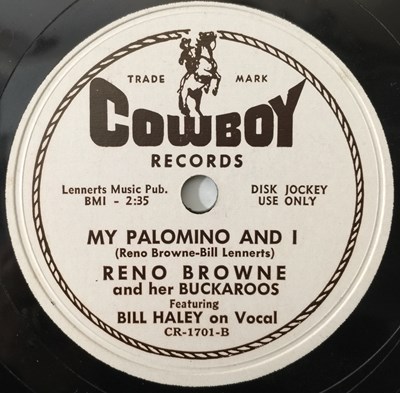 TRADE MARK
COWBOY
RECORDS
Lennerts Music Pub. DISK JOCKEY
BMI - 2:35 USE ONLY
MY PALOMINO AND I
(Reno Browne-Bill Lennerts)
RENO BROWNE
and her BUCKAROOS
Featuring
BILL HALEY on Vocal
CR-1701-B